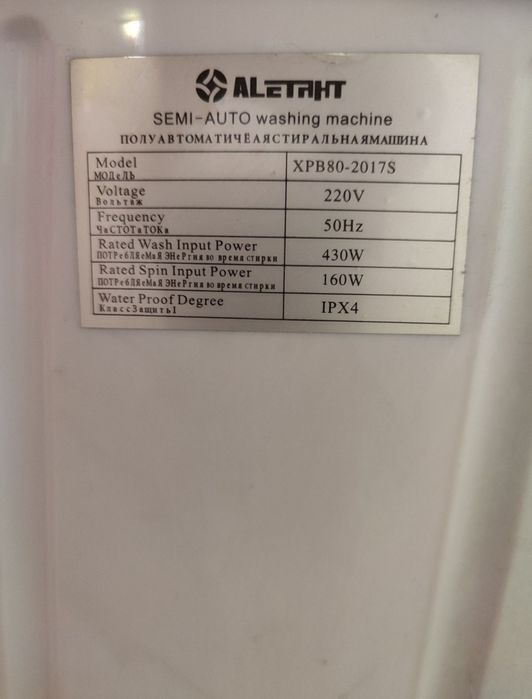 ALETAHT
SEMI-AUTO washing machine
ПОЛУАВТОМАТИЧЁАЯСТИРАЛЬНАЯМАШИНА
Model XPB80-2017S
МОДеЛЬ
Voltage 220V
Вольтаж
Frequency 50Hz
ЧаСТОТаТОКа
Rated Wash Input Power 430W
ПОТРебЛЯеМаЯ ЭНеРгия во время стирки
Rated Spin Input Power 160W
ПОТРебЛЯеМаЯ ЭНеРгия во время стирки
Water Proof Degree IPX4
КлассЗащитыI